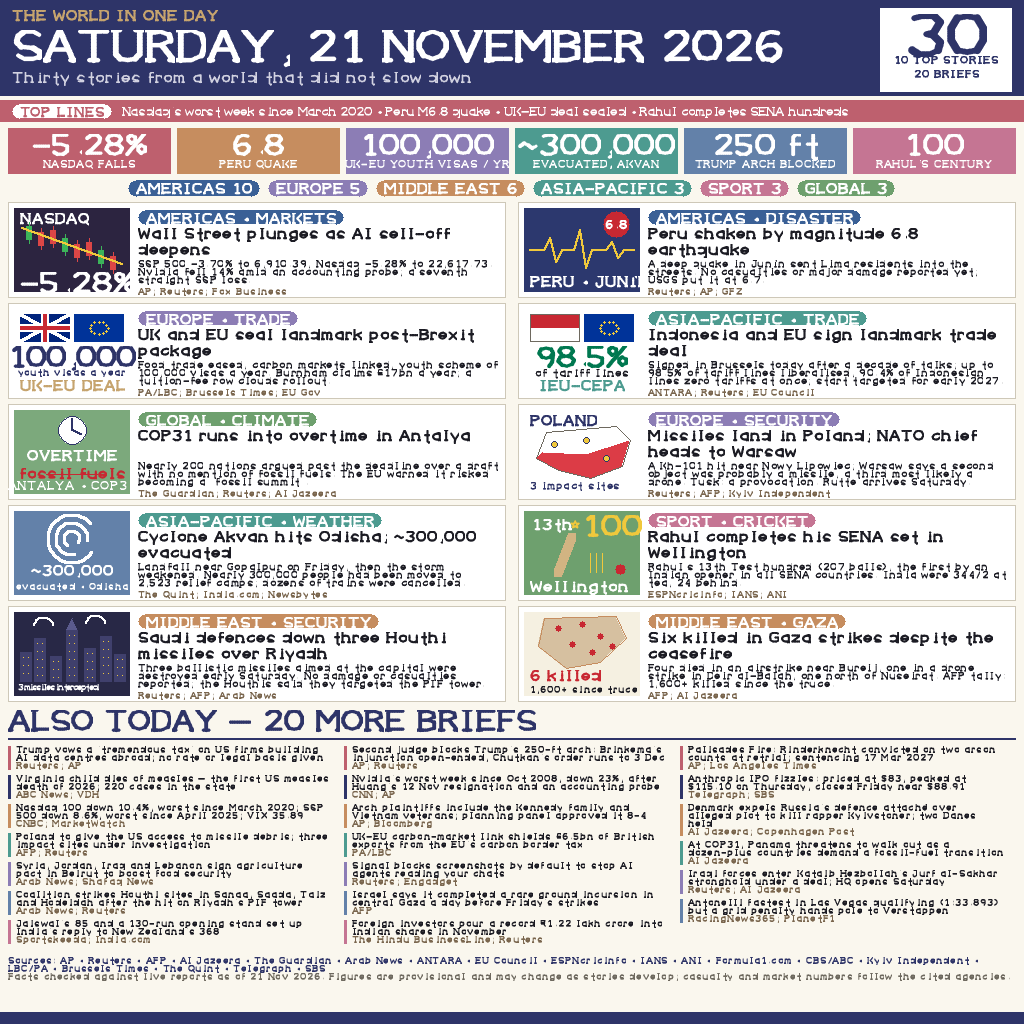 THE WORLD IN ONE DAY
SATURDAY, 21 NOVEMBER 2026
Thirty stories from a world that did not slow down
30
10 TOP STORIES
20 BRIEFS
TOP LINES
Nasdaq's worst week since March 2020 • Peru M6.8 quake • UK-EU deal sealed • Rahul completes SENA hundreds
-5.28%
NASDAQ FALLS
6.8
PERU QUAKE
100,000
UK-EU YOUTH VISAS / YR
~300,000
EVACUATED, AKVAN
250 ft
TRUMP ARCH BLOCKED
100
RAHUL'S CENTURY
AMERICAS 10
EUROPE 5
MIDDLE EAST 6
ASIA-PACIFIC 3
SPORT 3
GLOBAL 3
NASDAQ
-5.28%
AMERICAS • MARKETS
Wall Street plunges as AI sell-off
deepens
S&P 500 -3.70% to 6,910.39, Nasdaq -5.28% to 22,617.73.
Nvidia fell 14% amid an accounting probe, a seventh
straight S&P loss
AP; Reuters; Fox Business
6.8
PERU • JUNI
AMERICAS • DISASTER
Peru shaken by magnitude 6.8
earthquake
A deep quake in Junin sent Lima residents into the
streets. No casualties or major damage reported yet.
USGS put it at 6.7
Reuters; AP; GFZ
100,000
youth visas a year
UK-EU DEAL
EUROPE • TRADE
UK and EU seal landmark post-Brexit
package
Food trade eased, carbon markets linked, youth scheme of
100,000 visas a year. Burnham claims £17bn a year, a
tuition-fee row clouds rollout
PA/LBC; Brussels Times; EU Gov
98.5%
of tariff lines
IEU-CEPA
ASIA-PACIFIC • TRADE
Indonesia and EU sign landmark trade
deal
Signed in Brussels today after a decade of talks, up to
98.5% of tariff lines liberalised, 90.4% of Indonesian
lines zero tariffs at once, start targeted for early 2027
ANTARA; Reuters; EU Council
OVERTIME
fossil fuels
ANTALYA • COP3
GLOBAL • CLIMATE
COP31 runs into overtime in Antalya
Nearly 200 nations argued past the deadline over a draft
with no mention of fossil fuels. The EU warned it risked
becoming a 'fossil summit'
The Guardian; Reuters; Al Jazeera
POLAND
3 impact sites
EUROPE • SECURITY
Missiles land in Poland; NATO chief
heads to Warsaw
A Kh-101 hit near Nowy Lipowiec. Warsaw says a second
object was probably a missile, a third most likely a
drone. Tusk: a provocation. Rutte arrives Saturday
Reuters; AFP; Kyiv Independent
~300,000
evacuated • Odisha
ASIA-PACIFIC • WEATHER
Cyclone Akvan hits Odisha; ~300,000
evacuated
Landfall near Gopalpur on Friday, then the storm
weakened. Nearly 300,000 people had been moved to
2,523 relief camps, dozens of trains were cancelled.
The Quint; India.com; Newsbytes
13th
100
Wellington
SPORT • CRICKET
Rahul completes his SENA set in
Wellington
Rahul's 13th Test hundred (207 balls), the first by an
Indian opener in all SENA countries. India were 344/2 at
tea, 24 behind
ESPNcricinfo; IANS; ANI
3 missiles intercepted
MIDDLE EAST • SECURITY
Saudi defences down three Houthi
missiles over Riyadh
Three ballistic missiles aimed at the capital were
destroyed early Saturday. No damage or casualties
reported, the Houthis said they targeted the PIF tower.
Reuters; AFP; Arab News
6 killed
1,600+ since truce
MIDDLE EAST • GAZA
Six killed in Gaza strikes despite the
ceasefire
Four died in an airstrike near Bureij, one in a drone
strike in Deir al-Balah, one north of Nuseirat. AFP tally:
1,600+ killed since the truce
AFP; Al Jazeera
ALSO TODAY — 20 MORE BRIEFS
Trump vows a 'tremendous tax' on US firms building
AI data centres abroad; no rate or legal basis given
Reuters; AP
Virginia child dies of measles — the first US measles
death of 2026; 220 cases in the state
ABC News; VDH
Nasdaq 100 down 10.4%, worst since March 2020; S&P
500 down 8.6%, worst since April 2025; VIX 35.89
CNBC; MarketWatch
Poland to give the US access to missile debris; three
impact sites under investigation
AFP; Reuters
Syria, Jordan, Iraq and Lebanon sign agriculture
pact in Beirut to boost food security
Arab News; Shafaq News
Coalition strikes Houthi sites in Sanaa, Saada, Taiz
and Hodeidah after the hit on Riyadh's PIF tower
Arab News; Reuters
Jaiswal's 85 and a 130-run opening stand set up
India's reply to New Zealand's 368
Sportskeeda; India.com
Second judge blocks Trump's 250-ft arch: Brinkema's
injunction open-ended, Chutkan's order runs to 3 Dec
Reuters; AP
Nvidia's worst week since Oct 2008, down 23%, after
Huang's 12 Nov resignation and an accounting probe
CNN; AP
Arch plaintiffs include the Kennedy family and
Vietnam veterans; planning panel approved it 8-4
AP; Bloomberg
UK-EU carbon-market link shields £6.5bn of British
exports from the EU's carbon border tax
PA/LBC
Signal blocks screenshots by default to stop AI
agents reading your chats
Reuters; Engadget
Israel says it completed a rare ground incursion in
central Gaza a day before Friday's strikes
AFP
Foreign investors pour a record ₹1.22 lakh crore into
Indian shares in November
The Hindu BusinessLine; Reuters
Palisades Fire: Rinderknecht convicted on two arson
counts at retrial; sentencing 17 Mar 2027
AP; Los Angeles Times
Anthropic IPO fizzles: priced at $83, peaked at
$115.10 on Thursday, closed Friday near $88.91
Telegraph; SBS
Denmark expels Russia's defence attaché over
alleged plot to kill rapper Kylvstoner; two Danes
held
Al Jazeera; Copenhagen Post
At COP31, Panama threatens to walk out as a
dozen-plus countries demand a fossil-fuel transition
Al Jazeera
Iraqi forces enter Kataib Hezbollah's Jurf al-Sakhar
stronghold under a deal; HQ opens Saturday
Reuters; Al Jazeera
Antonelli fastest in Las Vegas qualifying (1:33.893)
but a grid penalty hands pole to Verstappen
RacingNews365; PlanetF1
Sources: AP • Reuters • AFP • Al Jazeera • The Guardian • Arab News • ANTARA • EU Council • ESPNcricinfo • IANS • ANI • Formula1.com • CBS/ABC • Kyiv Independent •
LBC/PA • Brussels Times • The Quint • Telegraph • SBS
Facts checked against live reports as of 21 Nov 2026. Figures are provisional and may change as stories develop; casualty and market numbers follow the cited agencies.